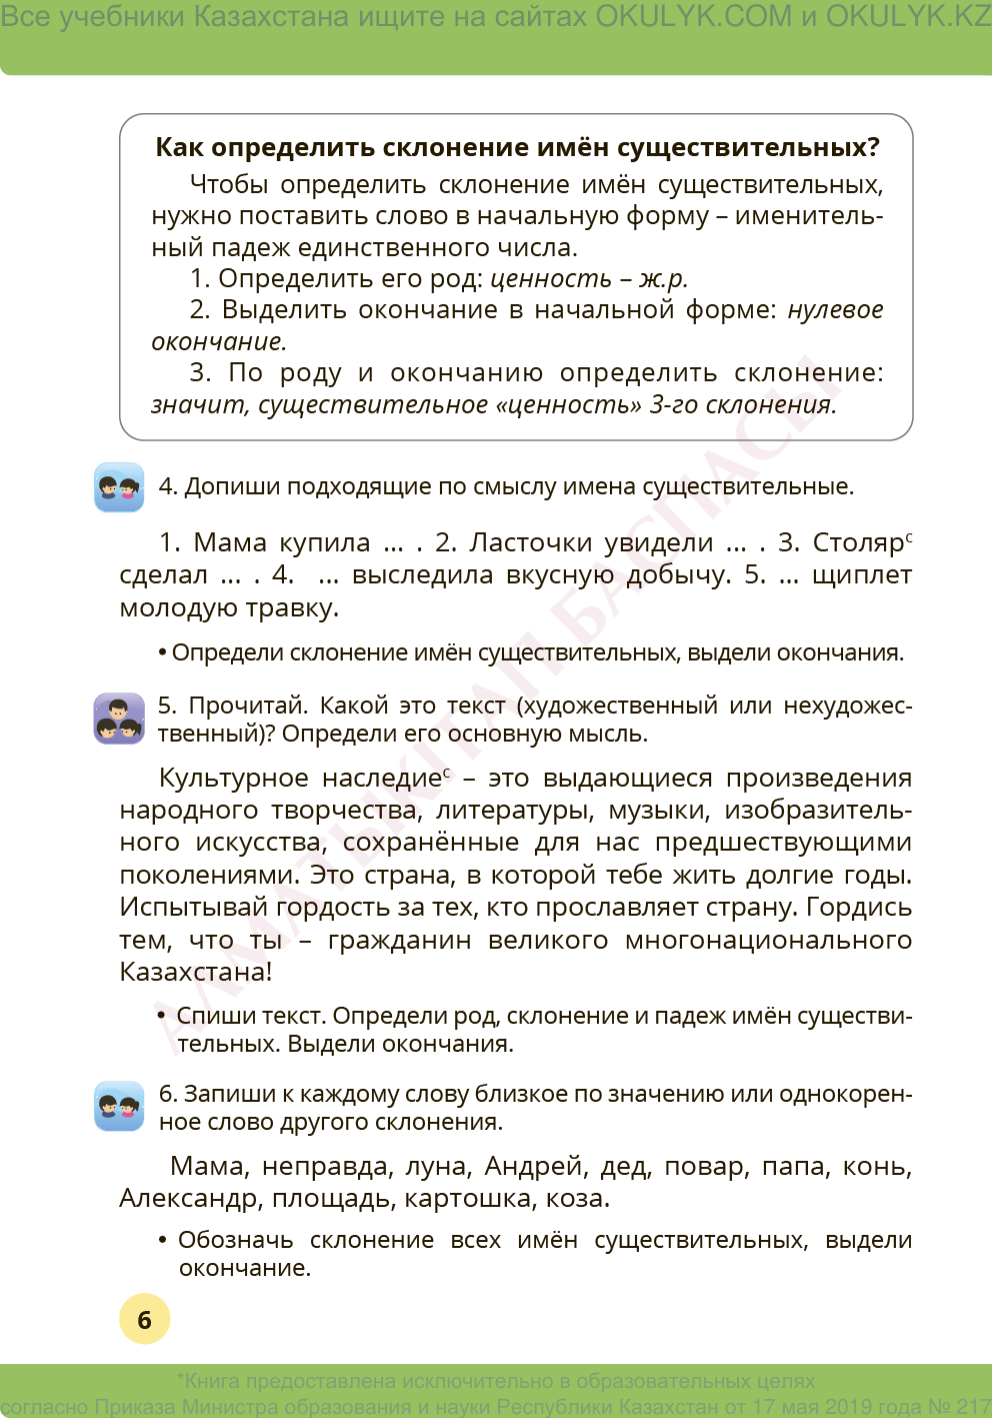 Все учебники Казахстана ищите на сайтах OKULYK.COM и OKULYK.KZ
Как определить склонение имён существительных?
Чтобы определить склонение имён существительных,
нужно поставить слово в начальную форму – именитель-
ный падеж единственного числа.
1. Определить его род: ценность – ж.р.
2. Выделить окончание в начальной форме: нулевое
окончание.
3. По роду и окончанию определить склонение:
значит, существительное «ценность» 3-го склонения.
4. Допиши подходящие по смыслу имена существительные.
1. Мама купила ... . 2. Ласточки увидели ... . 3. Столярᶜ
сделал ... . 4. ... выследила вкусную добычу. 5. ... щиплет
молодую травку.
• Определи склонение имён существительных, выдели окончания.
5. Прочитай. Какой это текст (художественный или нехудожес-
твенный)? Определи его основную мысль.
Культурное наследиеᶜ – это выдающиеся произведения
народного творчества, литературы, музыки, изобразитель-
ного искусства, сохранённые для нас предшествующими
поколениями. Это страна, в которой тебе жить долгие годы.
Испытывай гордость за тех, кто прославляет страну. Гордись
тем, что ты – гражданин великого многонационального
Казахстана!
• Спиши текст. Определи род, склонение и падеж имён существи-
тельных. Выдели окончания.
6. Запиши к каждому слову близкое по значению или однокорен-
ное слово другого склонения.
Мама, неправда, луна, Андрей, дед, повар, папа, конь,
Александр, площадь, картошка, коза.
• Обозначь склонение всех имён существительных, выдели
окончание.
6
АЛМАТЫКІТАП БАСПАСЫ
*Книга предоставлена исключительно в образовательных целях
согласно Приказа Министра образования и науки Республики Казахстан от 17 мая 2019 года № 217